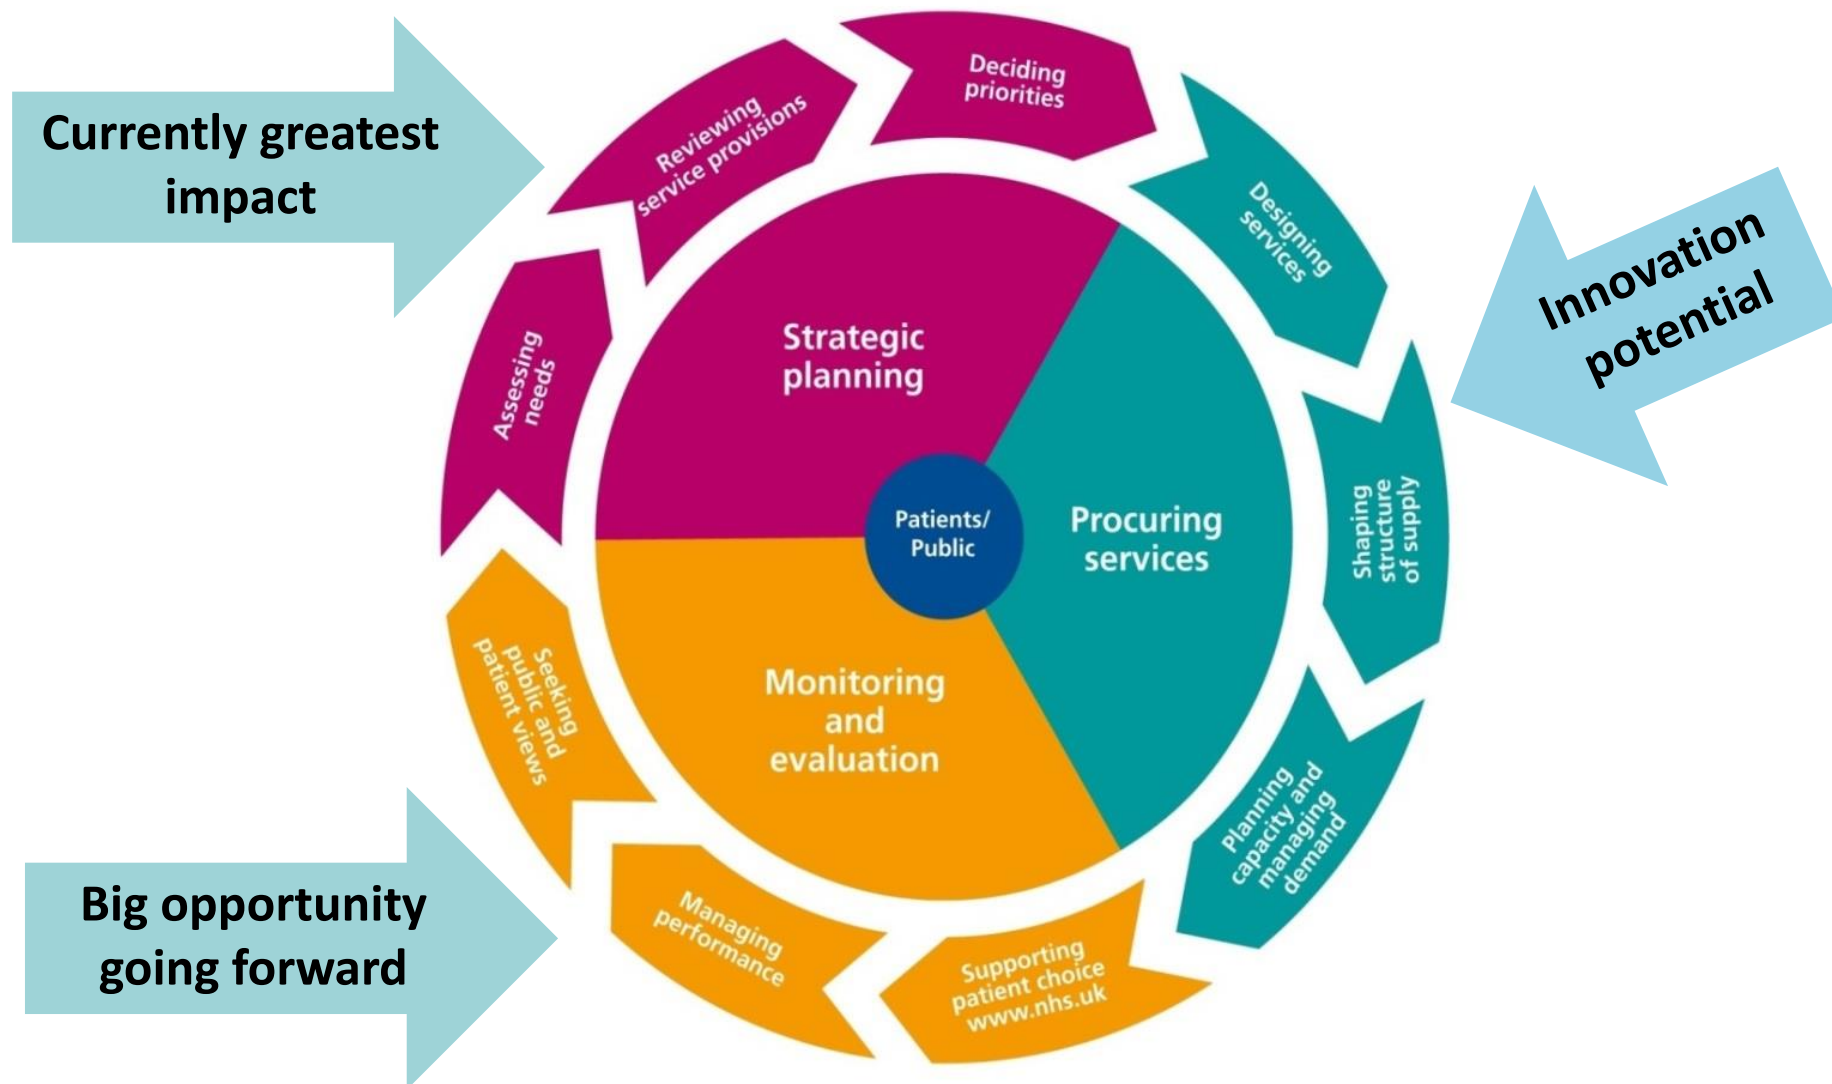 Currently greatest
impact
Deciding
priorities
Reviewing
service provisions
Designing
services
Innovation
potential
Assessing
needs
Strategic
planning
Patients/
Public
Procuring
services
Shaping
structure
of supply
Seeking
public and
patient views
Monitoring
and
evaluation
Planning
capacity and
managing
demand
Big opportunity
going forward
Managing
performance
Supporting
patient choice
www.nhs.uk